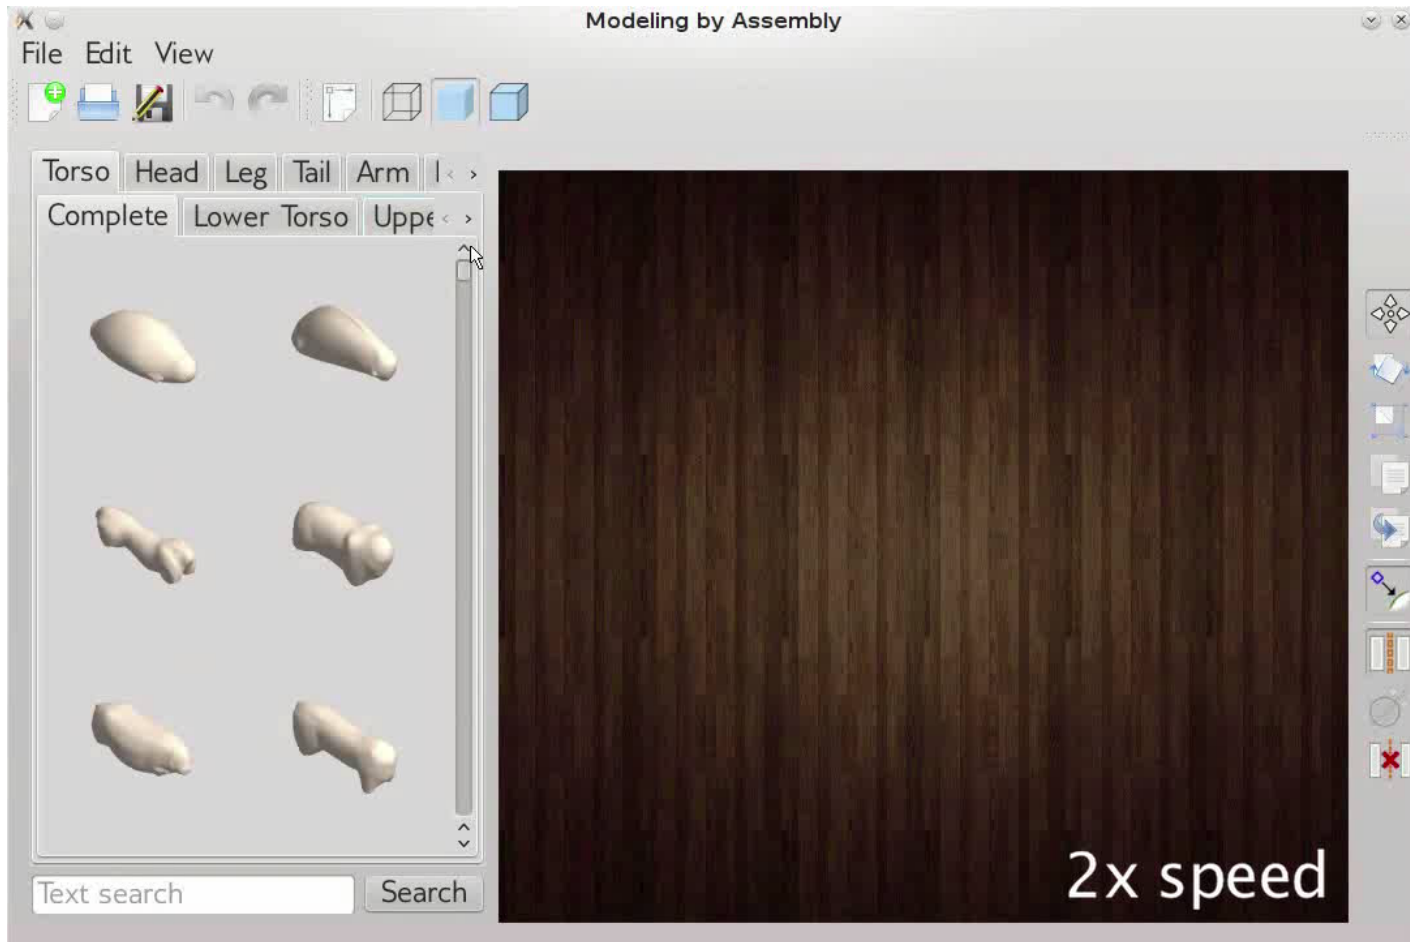 Modeling by Assembly
File Edit View
Torso Head Leg Tail Arm
Complete Lower Torso Uppe
2x speed
Text search Search